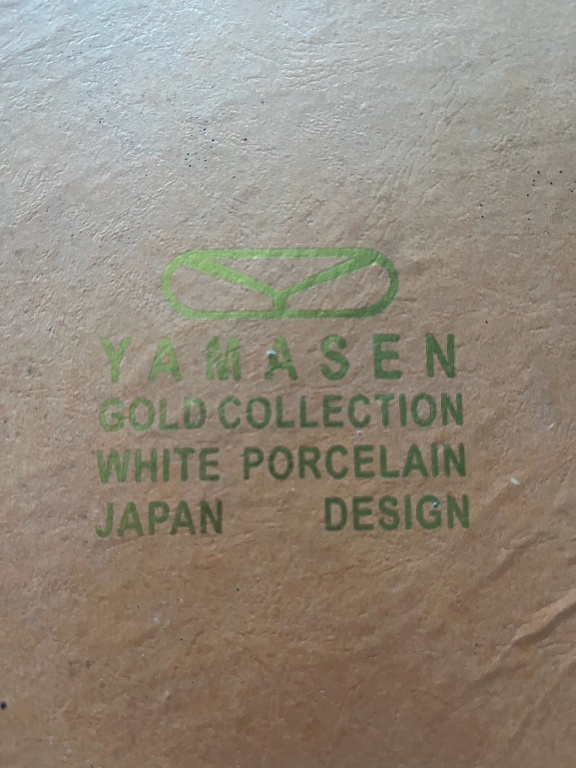 YAMASEN
GOLD COLLECTION
WHITE PORCELAIN
JAPAN DESIGN